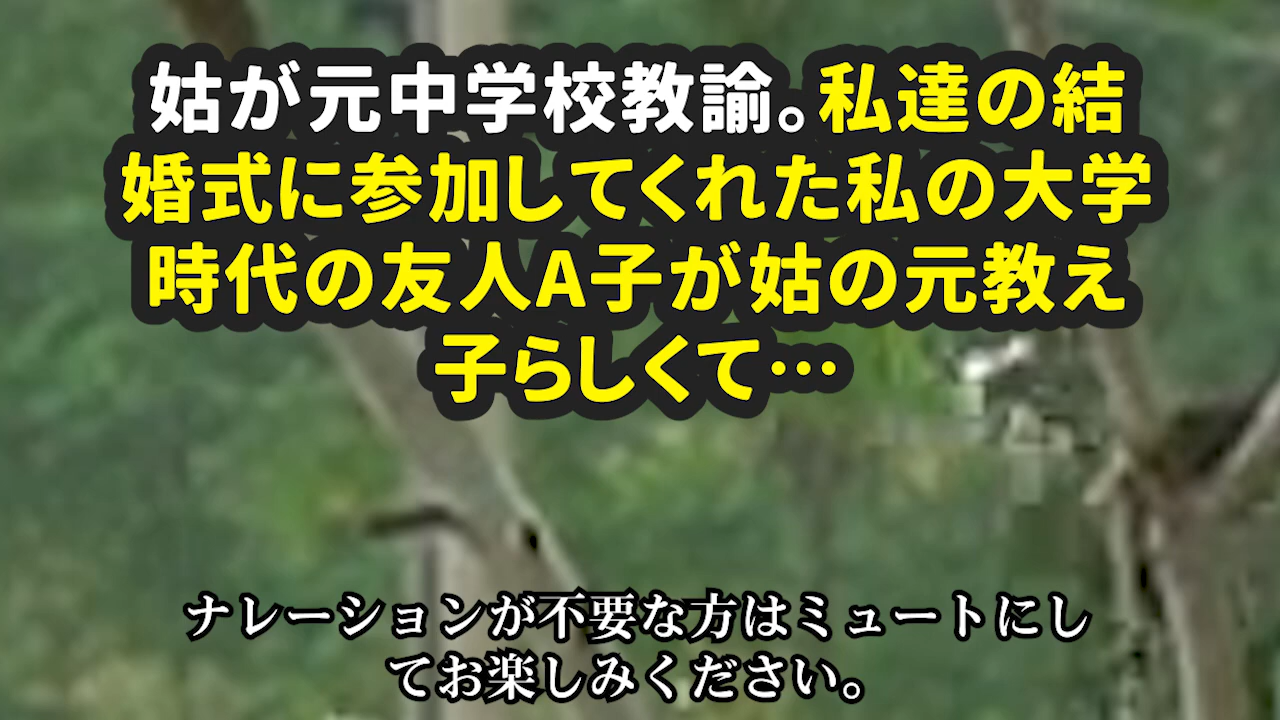 姑が元中学校教諭。私達の結
婚式に参加してくれた私の大学
時代の友人A子が姑の元教え
子らしくて…
ナレーションが不要な方はミュートにし
てお楽しみください。